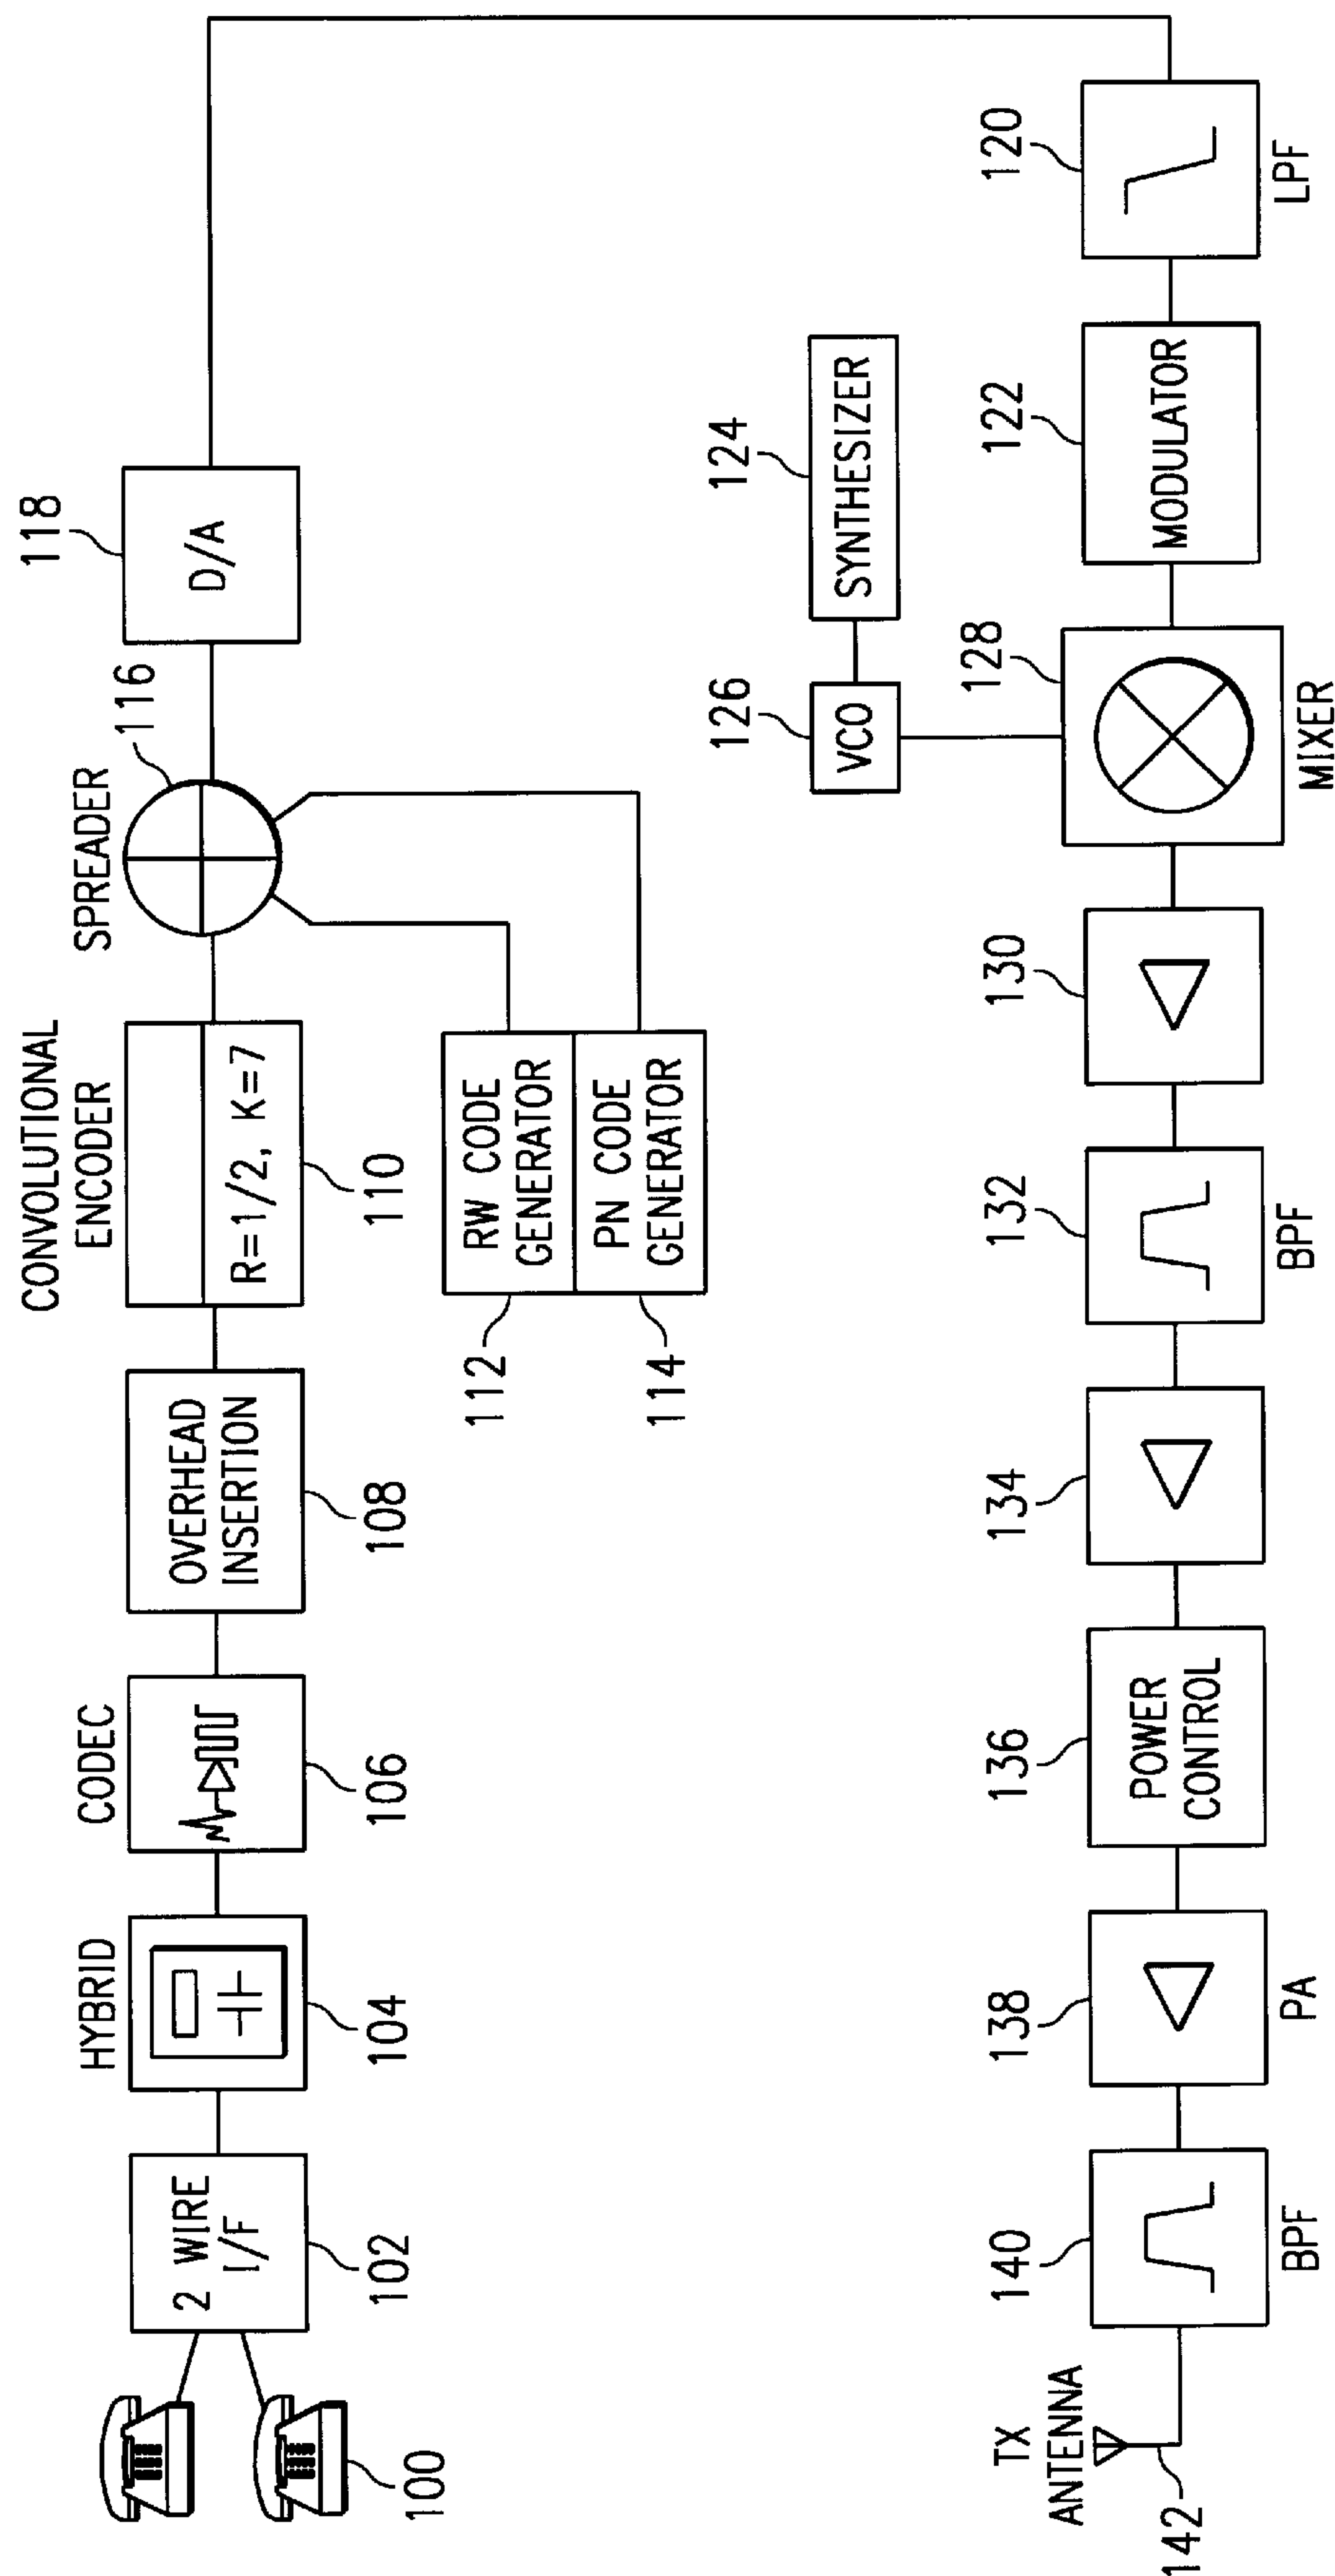 CONVOLUTIONAL
ENCODER
SPREADER
116
118
HYBRID
CODEC
2 WIRE
I/F
OVERHEAD
INSERTION
R=1/2, K=7
D/A
100
102
104
106
108
110
112
RW CODE
GENERATOR
114
PN CODE
GENERATOR
126
VCO
124
SYNTHESIZER
TX
ANTENNA
142
140
BPF
138
PA
136
POWER
CONTROL
134
132
BPF
130
128
MIXER
122
MODULATOR
120
LPF